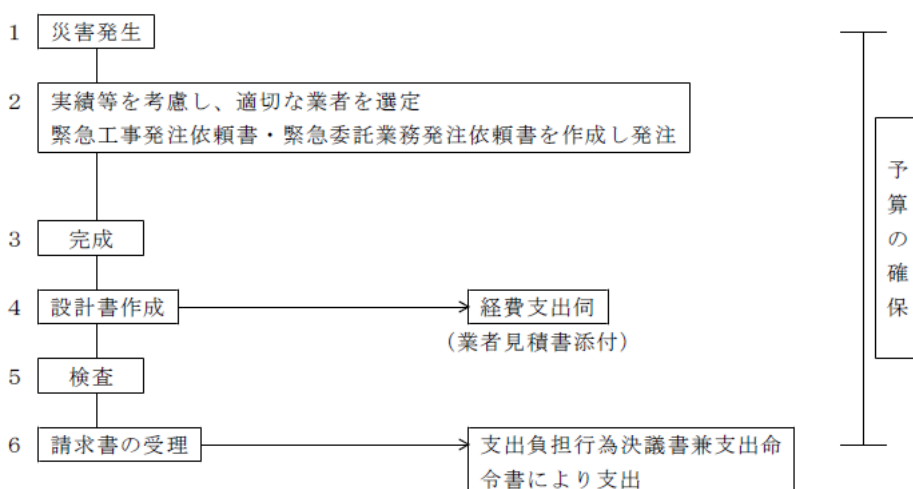 1 災害発生
2 実績等を考慮し、適切な業者を選定
緊急工事発注依頼書・緊急委託業務発注依頼書を作成し発注
3 完成
4 設計書作成
経費支出伺
(業者見積書添付)
5 検査
6 請求書の受理
支出負担行為決議書兼支出命
令書により支出
予算の確保